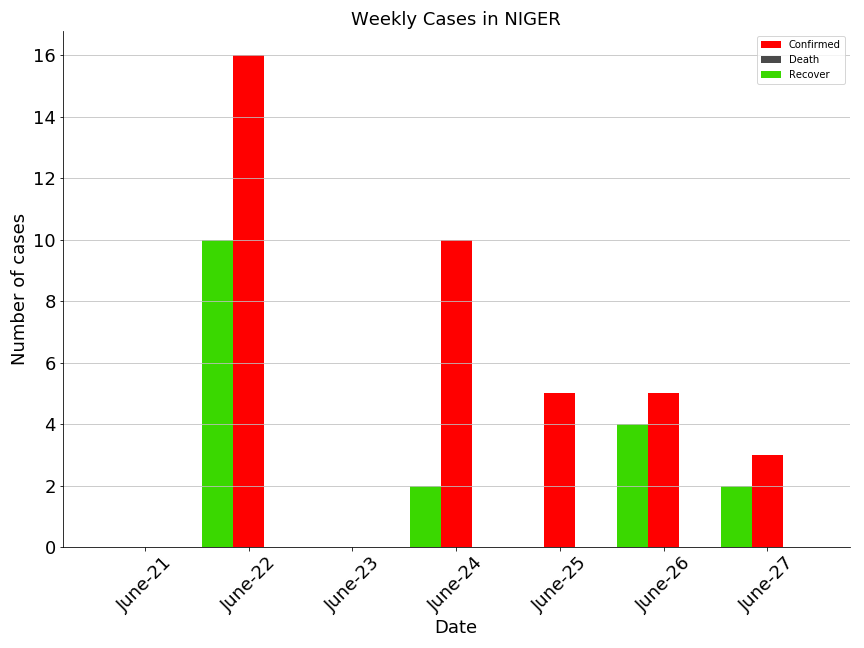 Weekly Cases in NIGER
Confirmed
Death
Recover
Number of cases
16
14
12
10
8
6
4
2
0
June-21
June-22
June-23
June-24
June-25
June-26
June-27
Date